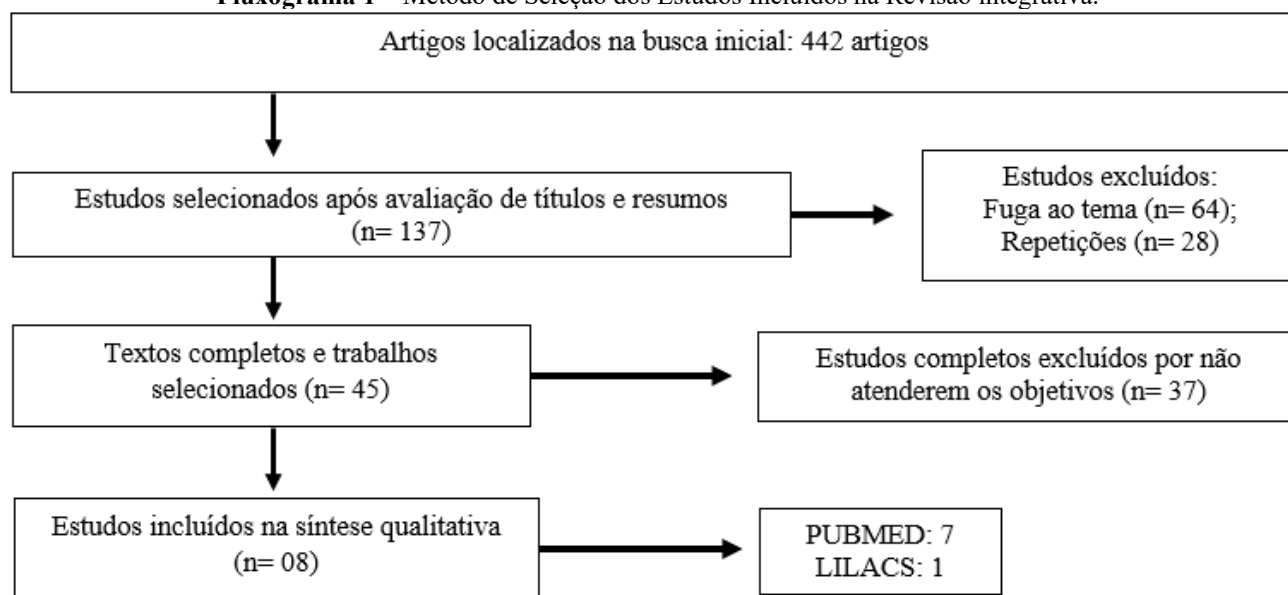 Fluxograma 1 – Método de Seleção dos Estudos Incluídos na Revisão integrativa.
Artigos localizados na busca inicial: 442 artigos
Estudos selecionados após avaliação de títulos e resumos
(n= 137)
Estudos excluídos:
Fuga ao tema (n= 64);
Repetições (n= 28)
Textos completos e trabalhos
selecionados (n= 45)
Estudos completos excluídos por não
atenderem os objetivos (n= 37)
Estudos incluídos na síntese qualitativa
(n= 08)
PUBMED: 7
LILACS: 1